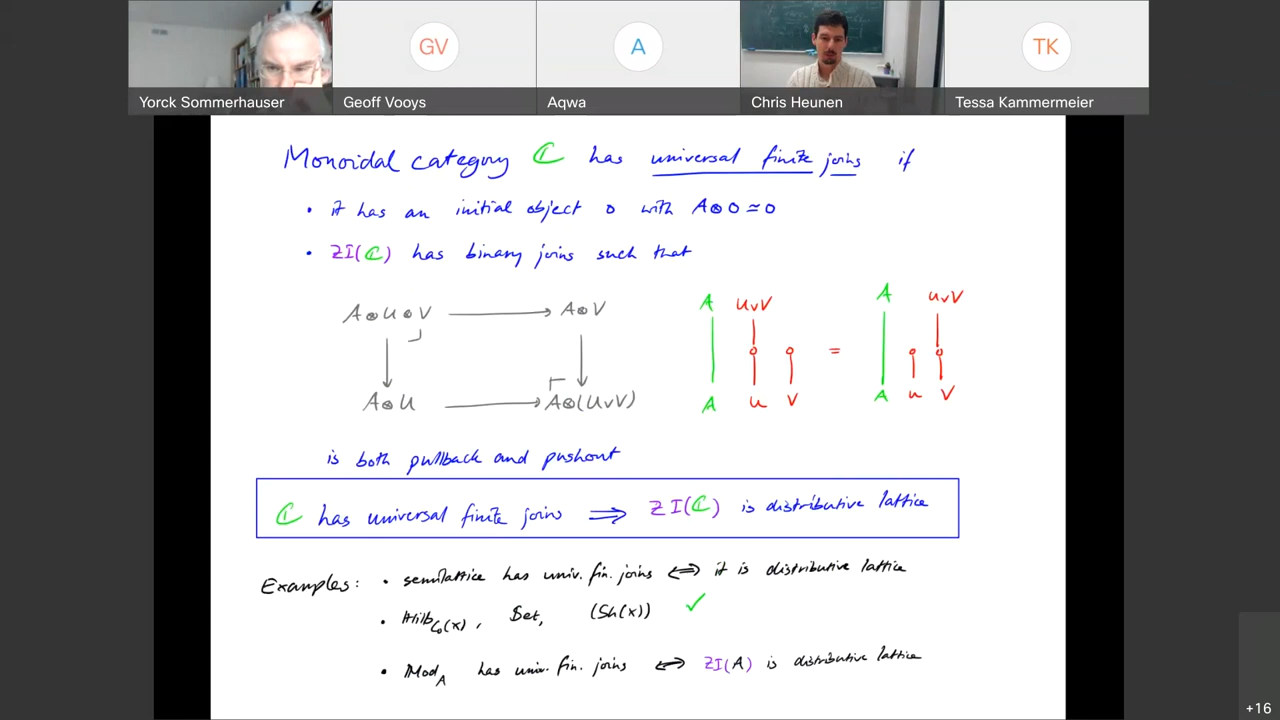 GV
A
TK
Yorck Sommerhauser
Geoff Vooys
Aqwa
Chris Heunen
Tessa Kammermeier
Monoidal category ℂ has universal finite joins if
• it has an initial object 0 with A⊗0 ≃ 0
• ZI(ℂ) has binary joins such that
A⊗U⊗V → A⊗V
A⊗U → A⊗(U∨V)
A U∨V = A U∨V
A U V A U V
is both pullback and pushout
ℂ has universal finite joins ⇒ ZI(ℂ) is distributive lattice
Examples: • semilattice has univ. fin. joins ⇔ it is distributive lattice
• Hilb_{C₀(X)}, Set, (Sh(X)) ✓
• Mod_A has univ. fin. joins ⇔ ZI(A) is distributive lattice
+16